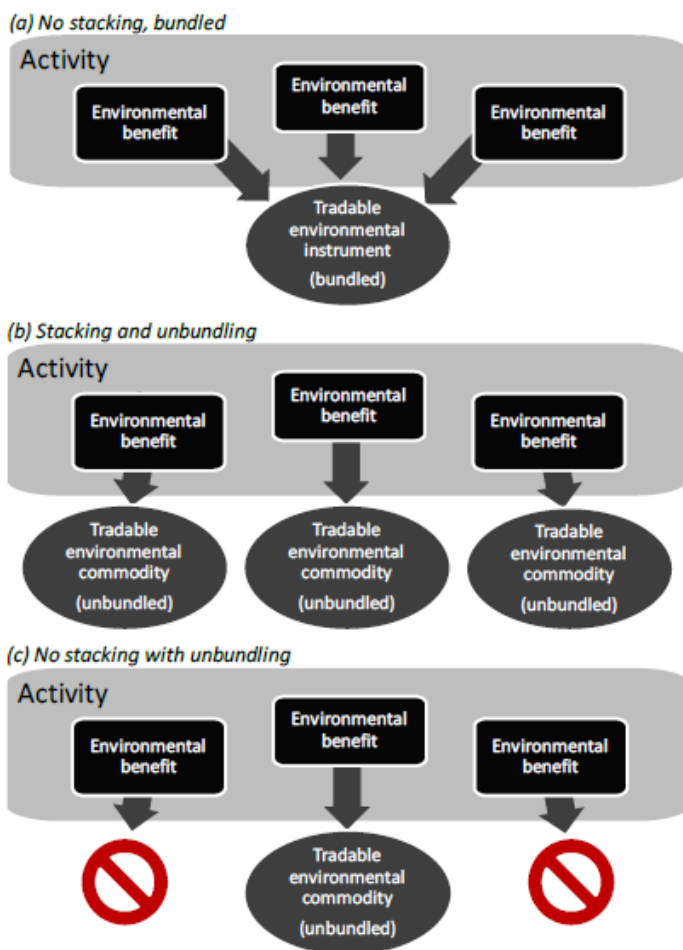 (a) No stacking, bundled
Activity
Environmental
benefit
Environmental
benefit
Environmental
benefit
Tradable
environmental
instrument
(bundled)
(b) Stacking and unbundling
Activity
Environmental
benefit
Environmental
benefit
Environmental
benefit
Tradable
environmental
commodity
(unbundled)
Tradable
environmental
commodity
(unbundled)
Tradable
environmental
commodity
(unbundled)
(c) No stacking with unbundling
Activity
Environmental
benefit
Environmental
benefit
Environmental
benefit
Tradable
environmental
commodity
(unbundled)